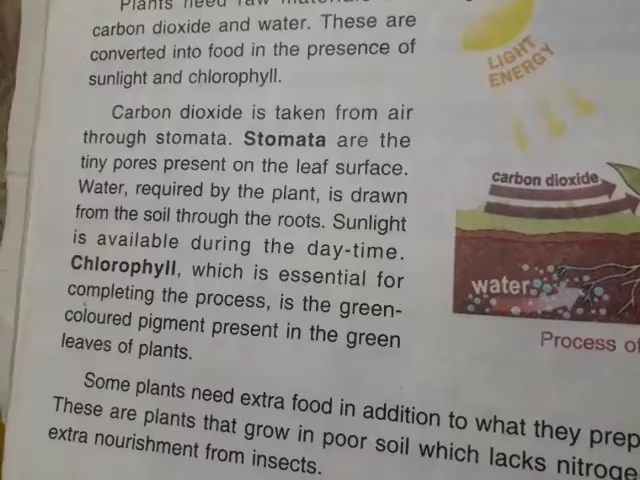 Plants need raw materials
carbon dioxide and water. These are
converted into food in the presence of
sunlight and chlorophyll.
Carbon dioxide is taken from air
through stomata. Stomata are the
tiny pores present on the leaf surface.
Water, required by the plant, is drawn
from the soil through the roots. Sunlight
is available during the day-time.
Chlorophyll, which is essential for
completing the process, is the green-
coloured pigment present in the green
leaves of plants.
Some plants need extra food in addition to what they prep
These are plants that grow in poor soil which lacks nitroge
extra nourishment from insects.
LIGHT
ENERGY
carbon dioxide
water
Process of